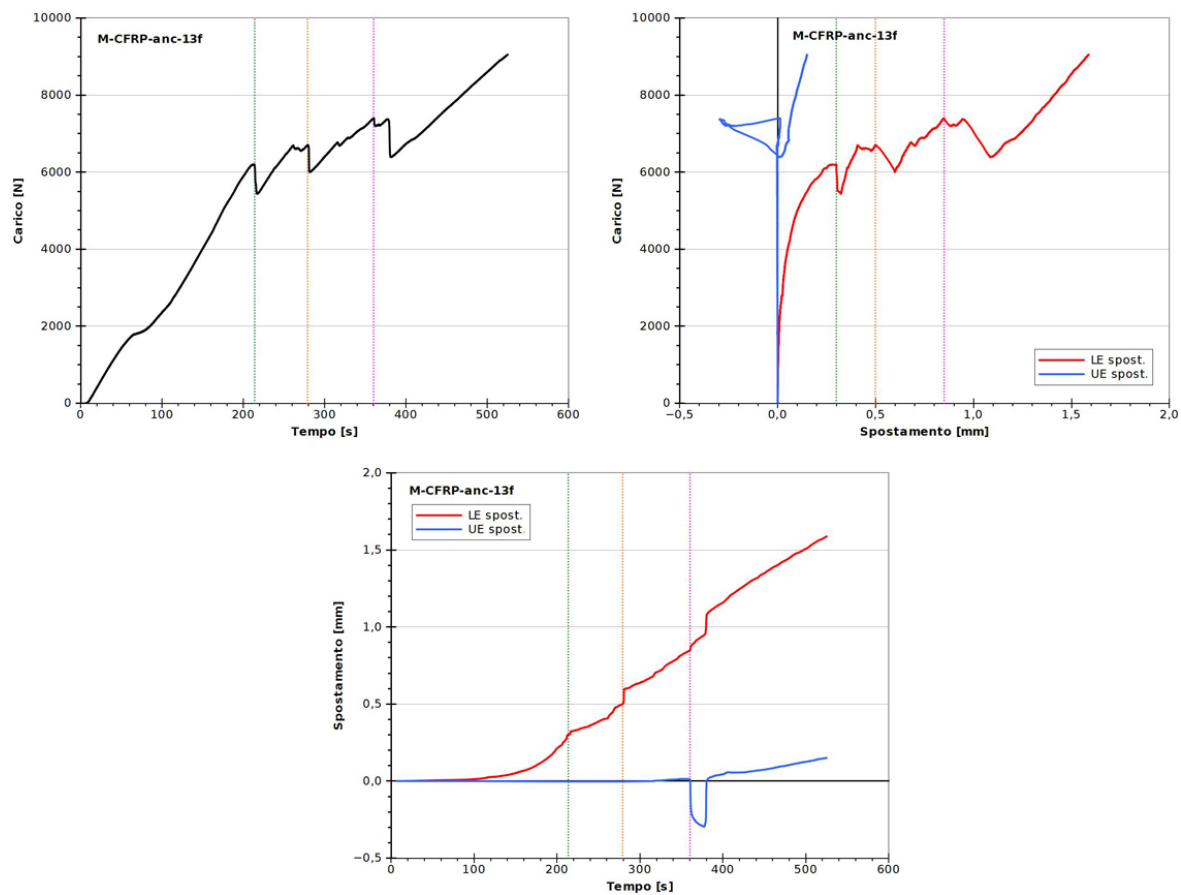 M-CFRP-anc-13f
Carico [N]
10000
8000
6000
4000
2000
0
0 100 200 300 400 500 600
Tempo [s]
M-CFRP-anc-13f
Carico [N]
10000
8000
6000
4000
2000
0
LE spost.
UE spost.
−0,5 0,0 0,5 1,0 1,5 2,0
Spostamento [mm]
M-CFRP-anc-13f
LE spost.
UE spost.
Spostamento [mm]
2,0
1,5
1,0
0,5
0,0
−0,5
0 200 400 600
Tempo [s]